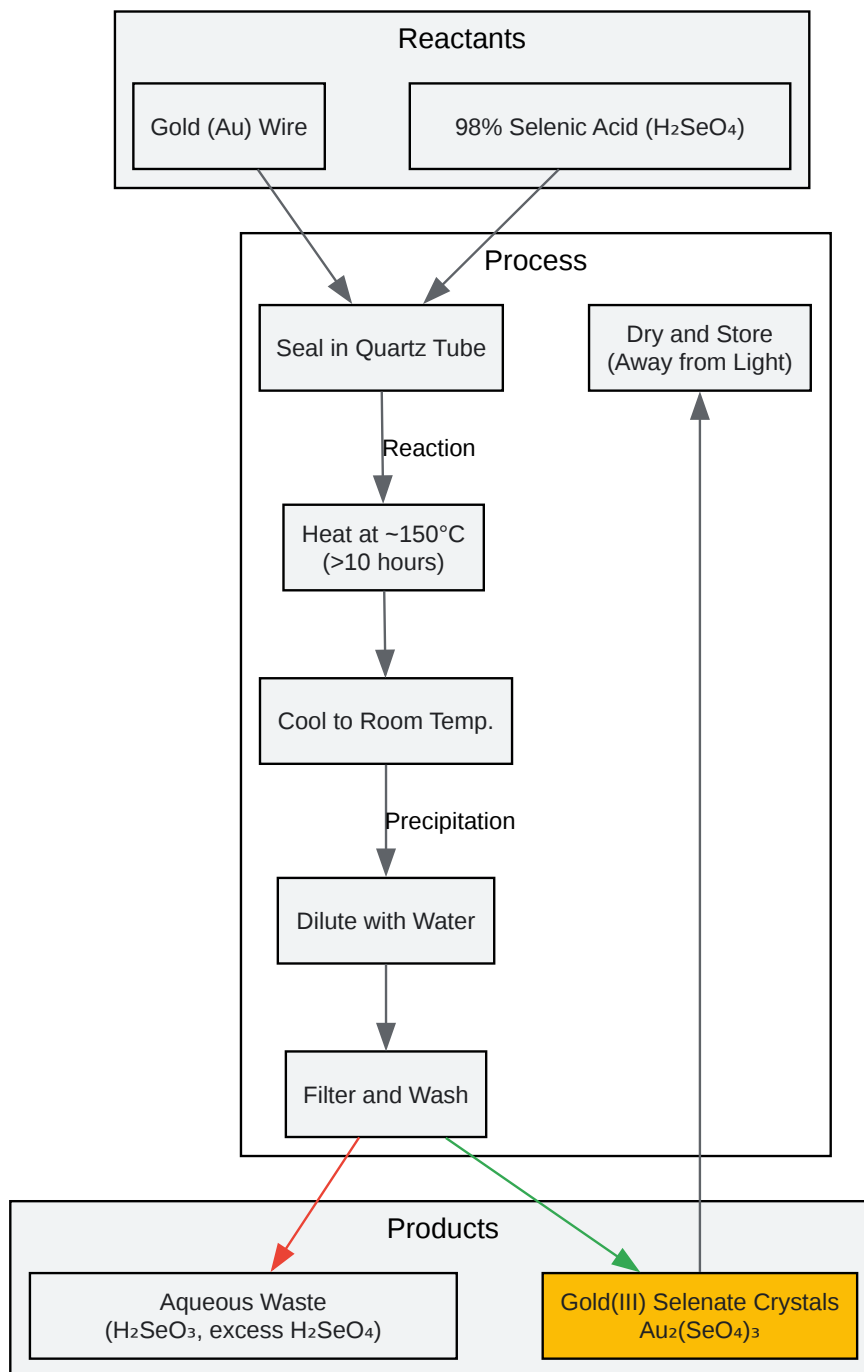 Reactants
Gold (Au) Wire
98% Selenic Acid (H₂SeO₄)
Process
Seal in Quartz Tube
Dry and Store
(Away from Light)
Reaction
Heat at ~150°C
(>10 hours)
Cool to Room Temp.
Precipitation
Dilute with Water
Filter and Wash
Products
Aqueous Waste
(H₂SeO₃, excess H₂SeO₄)
Gold(III) Selenate Crystals
Au₂(SeO₄)₃